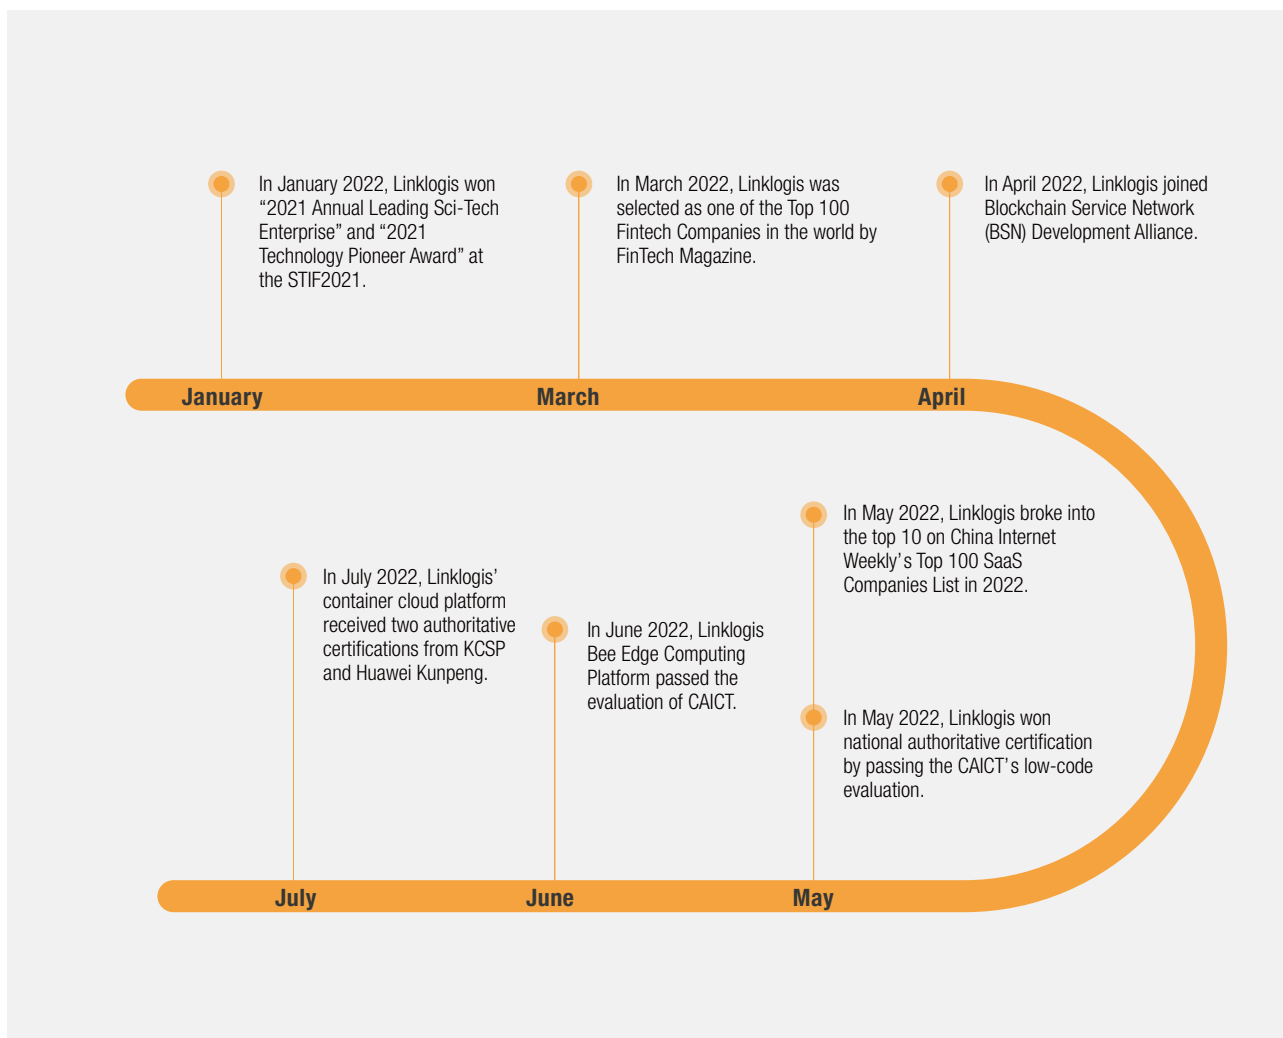 In January 2022, Linklogis won
“2021 Annual Leading Sci-Tech
Enterprise” and “2021
Technology Pioneer Award” at
the STIF2021.
In March 2022, Linklogis was
selected as one of the Top 100
Fintech Companies in the world by
FinTech Magazine.
In April 2022, Linklogis joined
Blockchain Service Network
(BSN) Development Alliance.
January
March
April
In May 2022, Linklogis broke into
the top 10 on China Internet
Weekly’s Top 100 SaaS
Companies List in 2022.
In May 2022, Linklogis won
national authoritative certification
by passing the CAICT’s low-code
evaluation.
In June 2022, Linklogis
Bee Edge Computing
Platform passed the
evaluation of CAICT.
In July 2022, Linklogis’
container cloud platform
received two authoritative
certifications from KCSP
and Huawei Kunpeng.
July
June
May